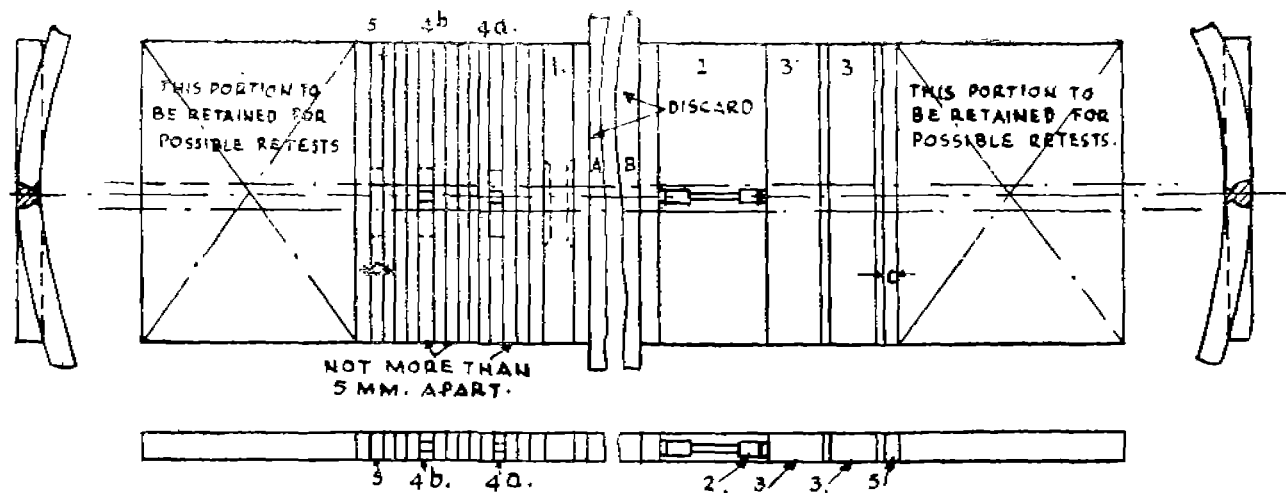 5 4b 4a.
1. 1 3 3
THIS PORTION TO
BE RETAINED FOR
POSSIBLE RETESTS
DISCARD
A B
THIS PORTION TO
BE RETAINED FOR
POSSIBLE RETESTS.
C
NOT MORE THAN
5 MM. APART.
5 4b. 4a. 2. 3 3. 5